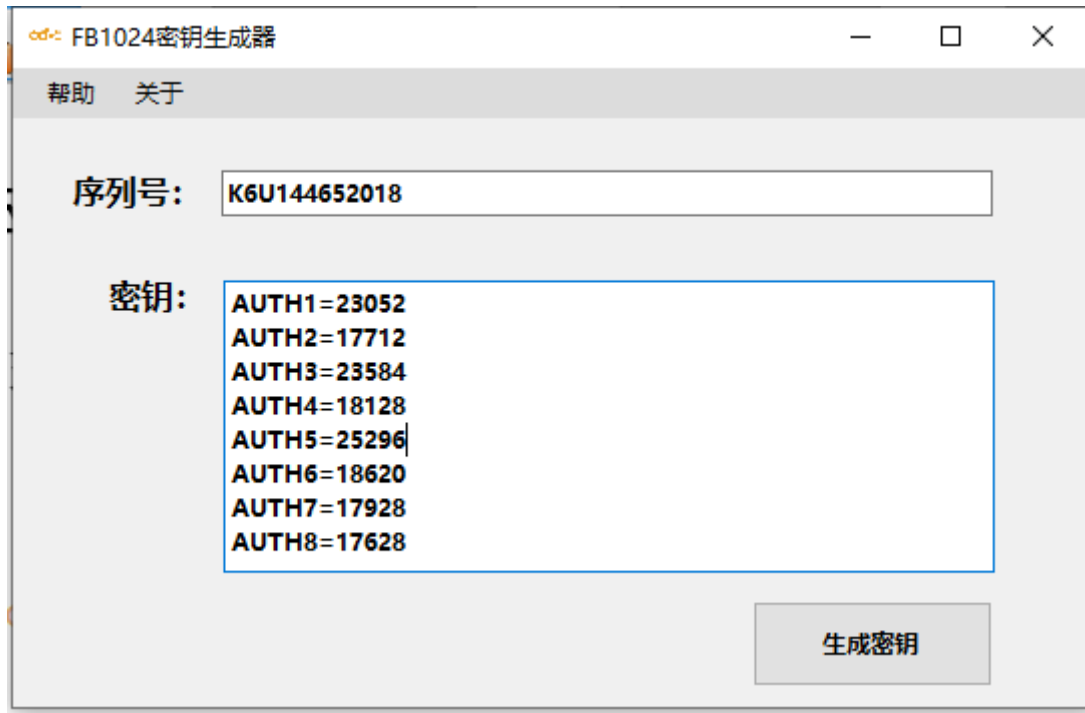 FB1024密钥生成器
帮助 关于
序列号: K6U144652018
密钥: AUTH1=23052
AUTH2=17712
AUTH3=23584
AUTH4=18128
AUTH5=25296
AUTH6=18620
AUTH7=17928
AUTH8=17628
生成密钥